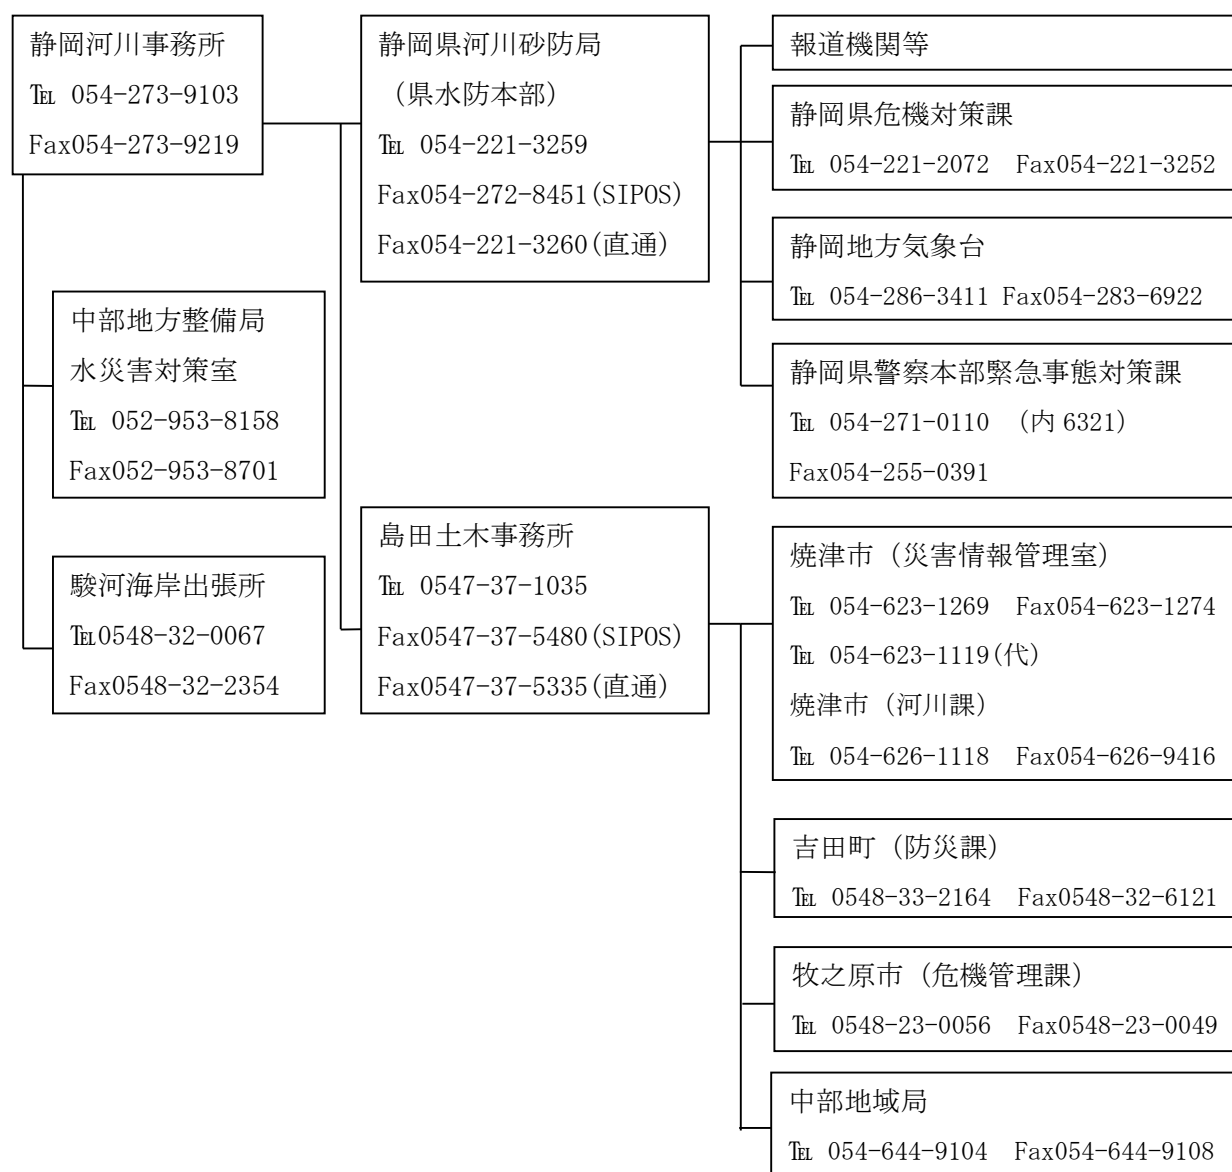 静岡河川事務所
℡ 054-273-9103
Fax054-273-9219
中部地方整備局
水災害対策室
℡ 052-953-8158
Fax052-953-8701
駿河海岸出張所
℡0548-32-0067
Fax0548-32-2354
静岡県河川砂防局
（県水防本部）
℡ 054-221-3259
Fax054-272-8451(SIPOS)
Fax054-221-3260(直通)
島田土木事務所
℡ 0547-37-1035
Fax0547-37-5480(SIPOS)
Fax0547-37-5335(直通)
報道機関等
静岡県危機対策課
℡ 054-221-2072　Fax054-221-3252
静岡地方気象台
℡ 054-286-3411 Fax054-283-6922
静岡県警察本部緊急事態対策課
℡ 054-271-0110　（内 6321）
Fax054-255-0391
焼津市（災害情報管理室）
℡ 054-623-1269　Fax054-623-1274
℡ 054-623-1119(代)
焼津市（河川課）
℡ 054-626-1118　Fax054-626-9416
吉田町（防災課）
℡ 0548-33-2164　Fax0548-32-6121
牧之原市（危機管理課）
℡ 0548-23-0056　Fax0548-23-0049
中部地域局
℡ 054-644-9104　Fax054-644-9108